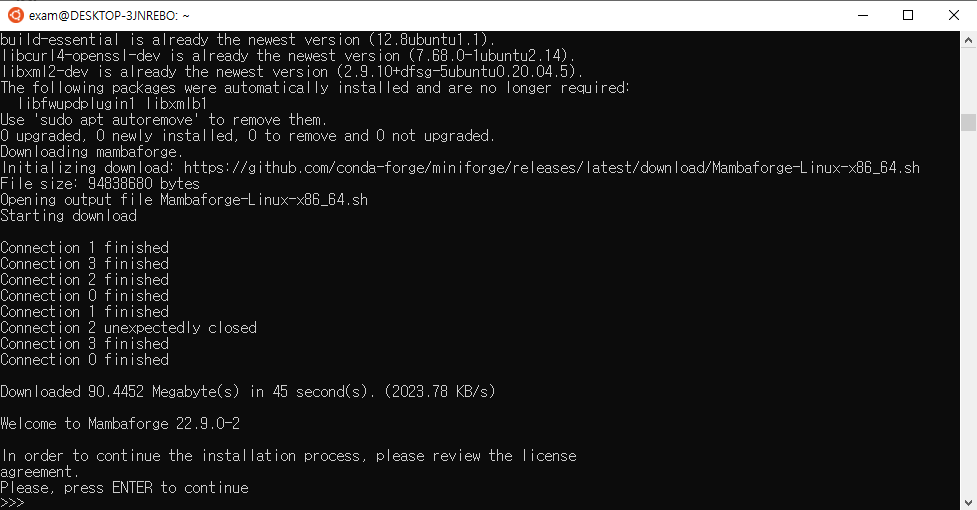 exam@DESKTOP-3JNREBO: ~
build-essential is already the newest version (12.8ubuntu1.1).
libcurl4-openssl-dev is already the newest version (7.68.0-1ubuntu2.14).
libxml2-dev is already the newest version (2.9.10+dfsg-5ubuntu0.20.04.5).
The following packages were automatically installed and are no longer required:
  libfwupdplugin1 libxmlb1
Use 'sudo apt autoremove' to remove them.
0 upgraded, 0 newly installed, 0 to remove and 0 not upgraded.
Downloading mambaforge.
Initializing download: https://github.com/conda-forge/miniforge/releases/latest/download/Mambaforge-Linux-x86_64.sh
File size: 94838680 bytes
Opening output file Mambaforge-Linux-x86_64.sh
Starting download
Connection 1 finished
Connection 3 finished
Connection 2 finished
Connection 0 finished
Connection 1 finished
Connection 2 unexpectedly closed
Connection 3 finished
Connection 0 finished
Downloaded 90.4452 Megabyte(s) in 45 second(s). (2023.78 KB/s)
Welcome to Mambaforge 22.9.0-2
In order to continue the installation process, please review the license
agreement.
Please, press ENTER to continue
>>>